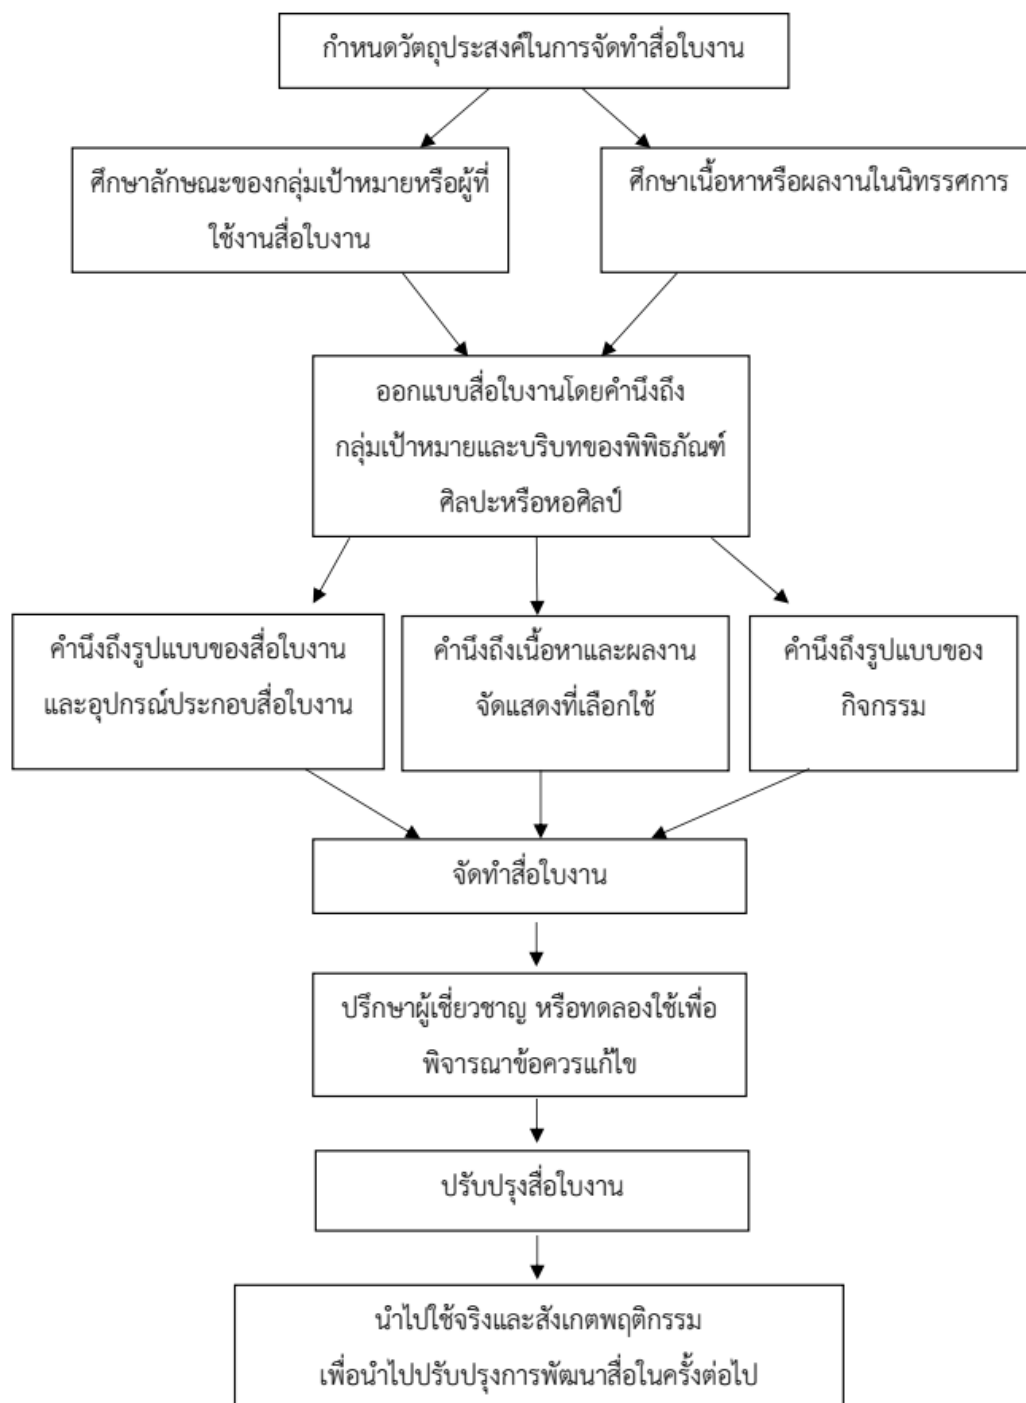 กำหนดวัตถุประสงค์ในการจัดทำสื่อใบงาน
ศึกษาลักษณะของกลุ่มเป้าหมายหรือผู้ที่
ใช้งานสื่อใบงาน
ศึกษาเนื้อหาหรือผลงานในนิทรรศการ
ออกแบบสื่อใบงานโดยคำนึงถึง
กลุ่มเป้าหมายและบริบทของพิพิธภัณฑ์
ศิลปะหรือหอศิลป์
คำนึงถึงรูปแบบของสื่อใบงาน
และอุปกรณ์ประกอบสื่อใบงาน
คำนึงถึงเนื้อหาและผลงาน
จัดแสดงที่เลือกใช้
คำนึงถึงรูปแบบของ
กิจกรรม
จัดทำสื่อใบงาน
ปรึกษาผู้เชี่ยวชาญ หรือทดลองใช้เพื่อ
พิจารณาข้อควรแก้ไข
ปรับปรุงสื่อใบงาน
นำไปใช้จริงและสังเกตพฤติกรรม
เพื่อนำไปปรับปรุงการพัฒนาสื่อในครั้งต่อไป